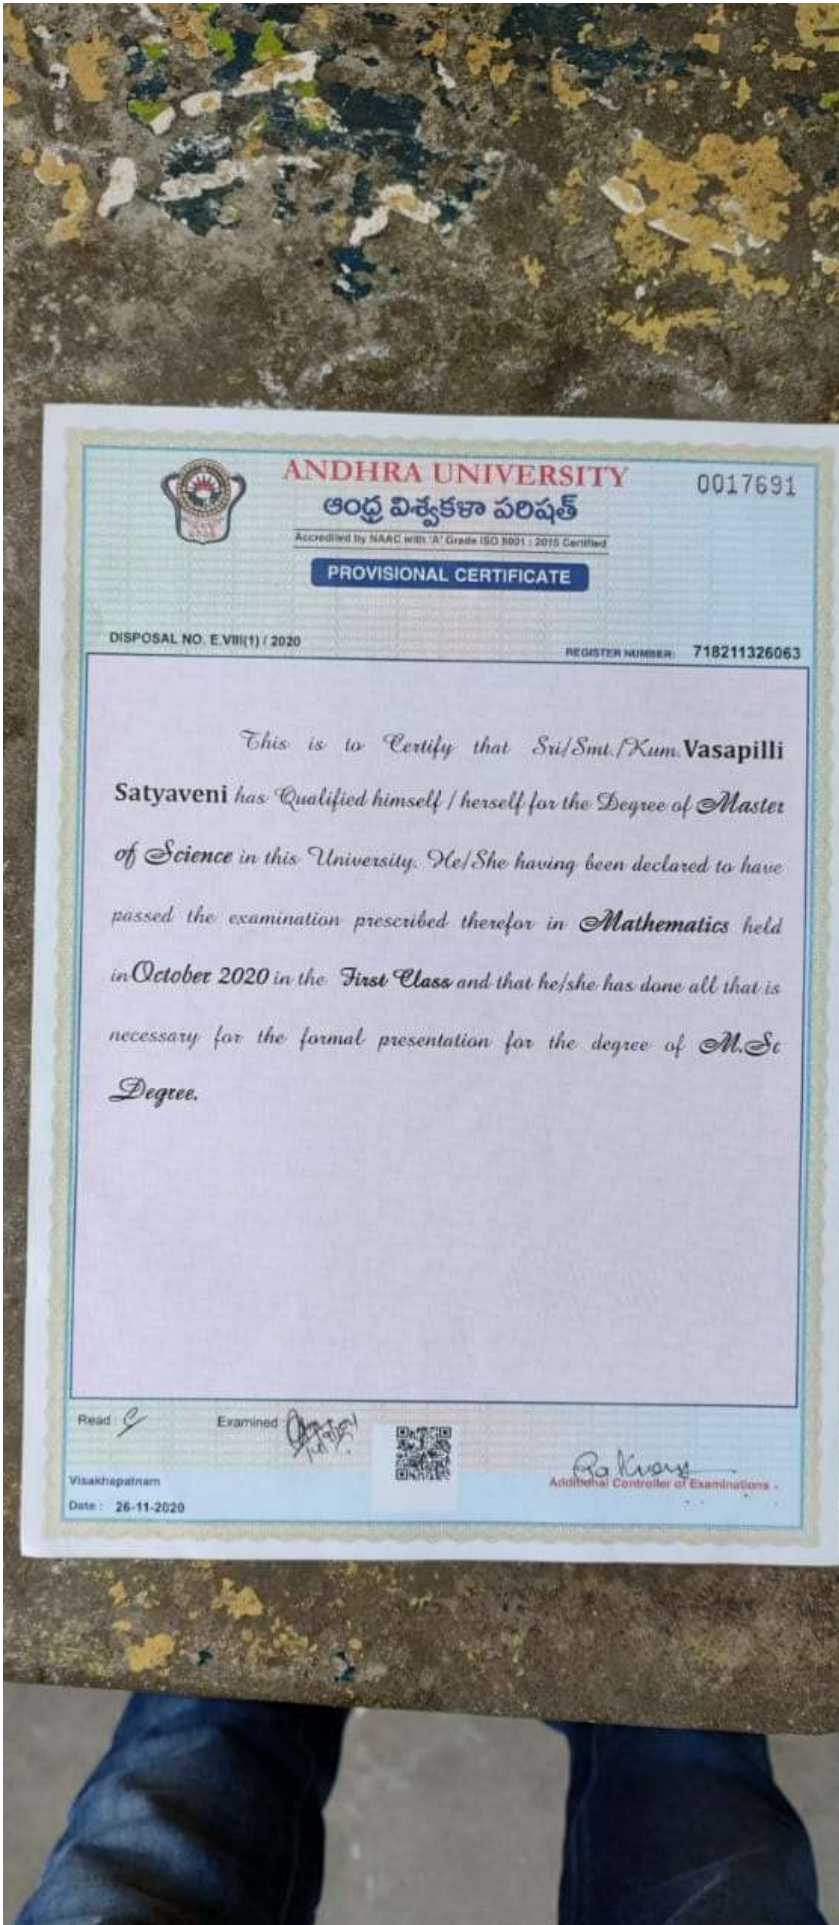 ANDHRA UNIVERSITY
0017691
ఆంధ్ర విశ్వకళా పరిషత్
Accredited by NAAC with 'A' Grade ISO 9001 : 2015 Certified
PROVISIONAL CERTIFICATE
DISPOSAL NO. E.VIII(1) / 2020
REGISTER NUMBER: 718211326063
This is to Certify that Sri/Smt./Kum. Vasapilli
Satyaveni has Qualified himself / herself for the Degree of Master
of Science in this University. He/She having been declared to have
passed the examination prescribed therefor in Mathematics held
in October 2020 in the First Class and that he/she has done all that is
necessary for the formal presentation for the degree of M.Sc
Degree.
Read
Examined
Additional Controller of Examinations
Visakhapatnam
Date : 26-11-2020